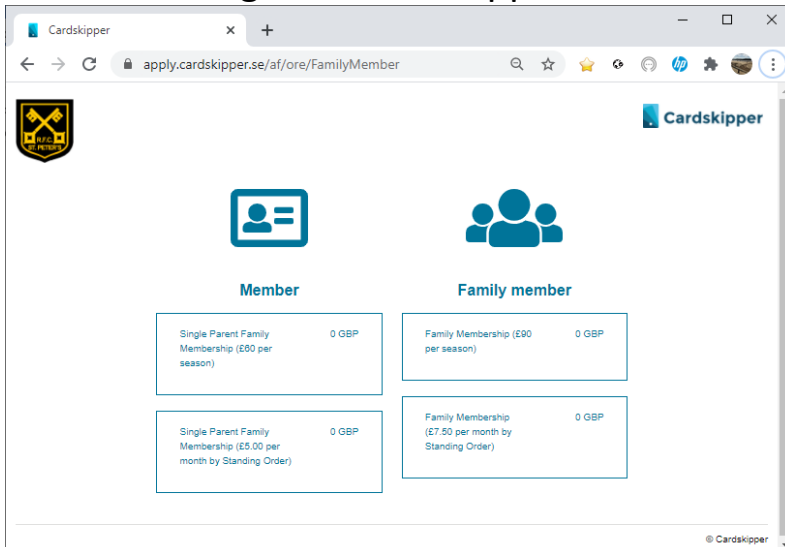 Cardskipper
apply.cardskipper.se/af/ore/FamilyMember
R.F.C.
ST. PETER'S
Cardskipper
Member
Family member
Single Parent Family 0 GBP
Membership (£60 per
season)
Family Membership (£90 0 GBP
per season)
Single Parent Family 0 GBP
Membership (£5.00 per
month by Standing Order)
Family Membership 0 GBP
(£7.50 per month by
Standing Order)
© Cardskipper